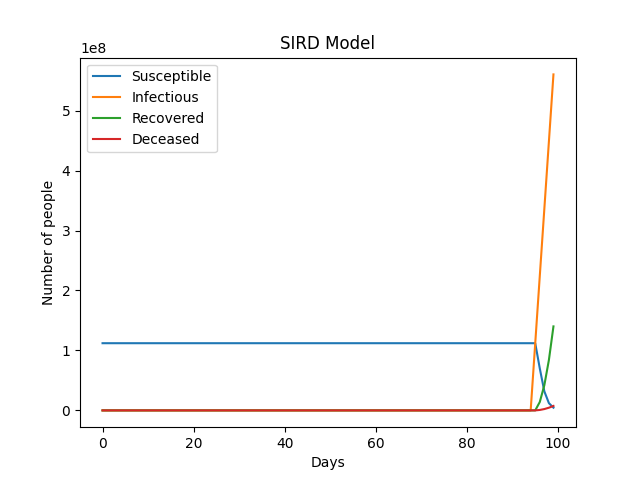 SIRD Model
1e8
Susceptible
Infectious
Recovered
Deceased
5
4
3
2
1
0
Number of people
0 20 40 60 80 100
Days